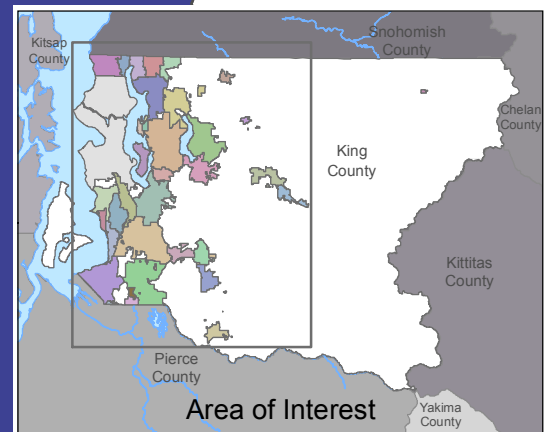 Snohomish
County
Kitsap
County
Chelan
County
King
County
Kittitas
County
Pierce
County
Area of Interest
Yakima
County